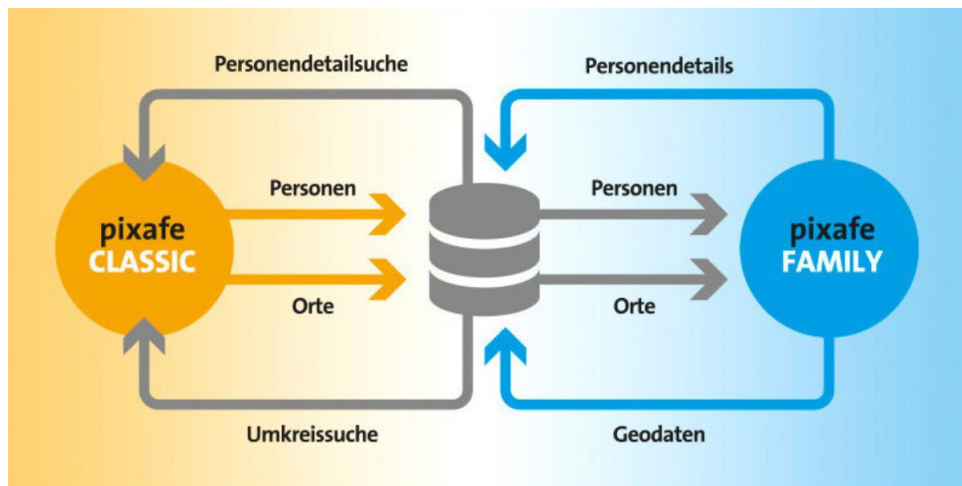 Personendetailsuche
Personendetails
Personen
Personen
pixafe
CLASSIC
pixafe
FAMILY
Orte
Orte
Umkreissuche
Geodaten